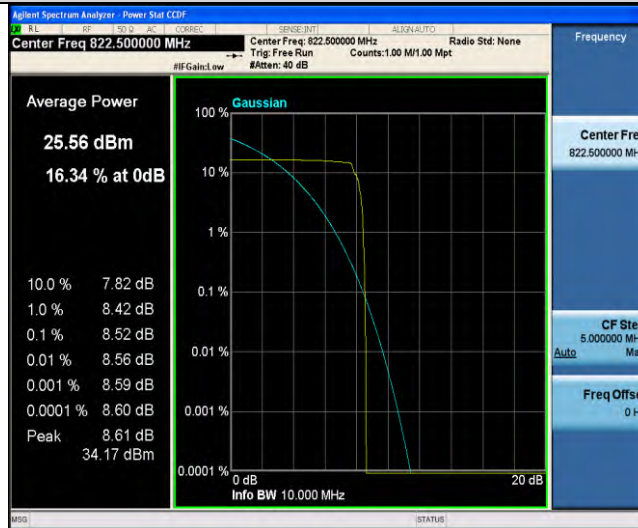 Agilent Spectrum Analyzer - Power Stat CCDF
RL RF 50 Ω AC CORREC SENSE:INT ALIGN AUTO
Center Freq 822.500000 MHz
Center Freq: 822.500000 MHz Radio Std: None
Trig: Free Run Counts:1.00 M/1.00 Mpt
#IFGain:Low #Atten: 40 dB
Frequency
Average Power
25.56 dBm
16.34 % at 0dB
10.0 % 7.82 dB
1.0 % 8.42 dB
0.1 % 8.52 dB
0.01 % 8.56 dB
0.001 % 8.59 dB
0.0001 % 8.60 dB
Peak 8.61 dB
34.17 dBm
Gaussian
100 %
10 %
1 %
0.1 %
0.01 %
0.001 %
0.0001 %
0 dB 20 dB
Info BW 10.000 MHz
Center Fre
822.500000 MH
CF Ste
5.000000 MH
Auto Ma
Freq Offs
0 H
MSG STATUS